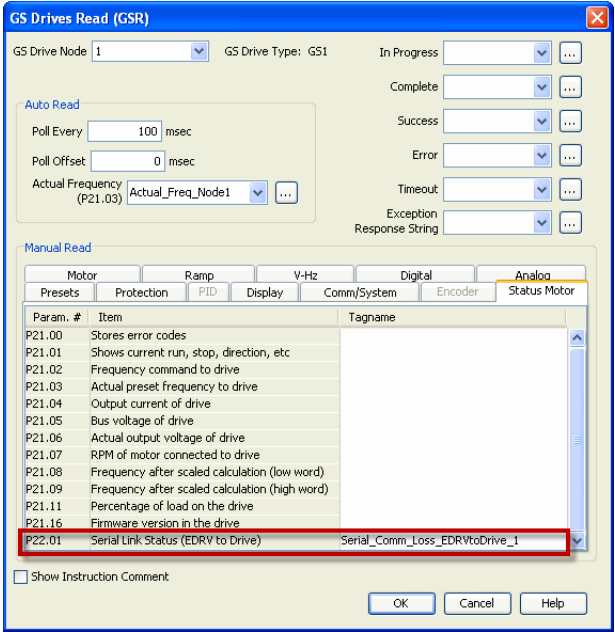 GS Drives Read (GSR)
GS Drive Node 1 GS Drive Type: GS1
In Progress
Complete
Success
Error
Timeout
Exception
Response String
Auto Read
Poll Every 100 msec
Poll Offset 0 msec
Actual Frequency
(P21.03) Actual_Freq_Node1 ...
Manual Read
Motor Ramp V-Hz Digital Analog
Presets Protection PID Display Comm/System Encoder Status Motor
Param. # Item Tagname
P21.00 Stores error codes
P21.01 Shows current run, stop, direction, etc
P21.02 Frequency command to drive
P21.03 Actual preset frequency to drive
P21.04 Output current of drive
P21.05 Bus voltage of drive
P21.06 Actual output voltage of drive
P21.07 RPM of motor connected to drive
P21.08 Frequency after scaled calculation (low word)
P21.09 Frequency after scaled calculation (high word)
P21.11 Percentage of load on the drive
P21.16 Firmware version in the drive
P22.01 Serial Link Status (EDRV to Drive) Serial_Comm_Loss_EDRVtoDrive_1
Show Instruction Comment
OK Cancel Help